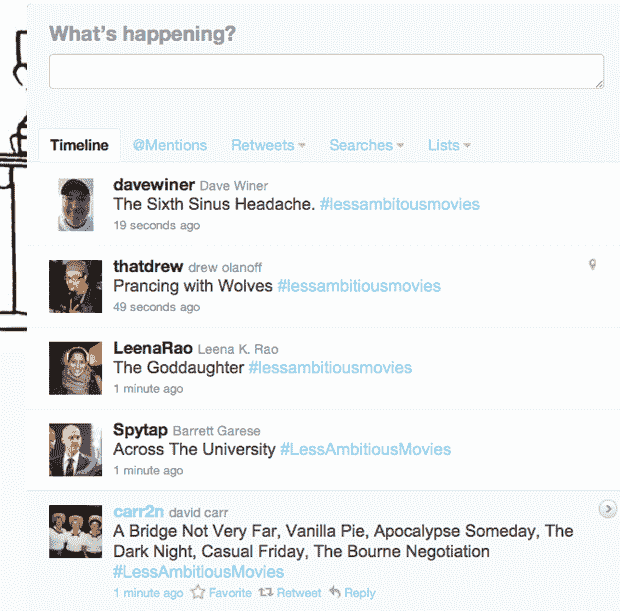 What's happening?
Timeline @Mentions Retweets Searches Lists
davewiner Dave Winer
The Sixth Sinus Headache. #lessambitousmovies
19 seconds ago
thatdrew drew olanoff
Prancing with Wolves #lessambitiousmovies
49 seconds ago
LeenaRao Leena K. Rao
The Goddaughter #lessambitiousmovies
1 minute ago
Spytap Barrett Garese
Across The University #LessAmbitiousMovies
1 minute ago
carr2n david carr
A Bridge Not Very Far, Vanilla Pie, Apocalypse Someday, The
Dark Night, Casual Friday, The Bourne Negotiation
#LessAmbitiousMovies
1 minute ago Favorite Retweet Reply